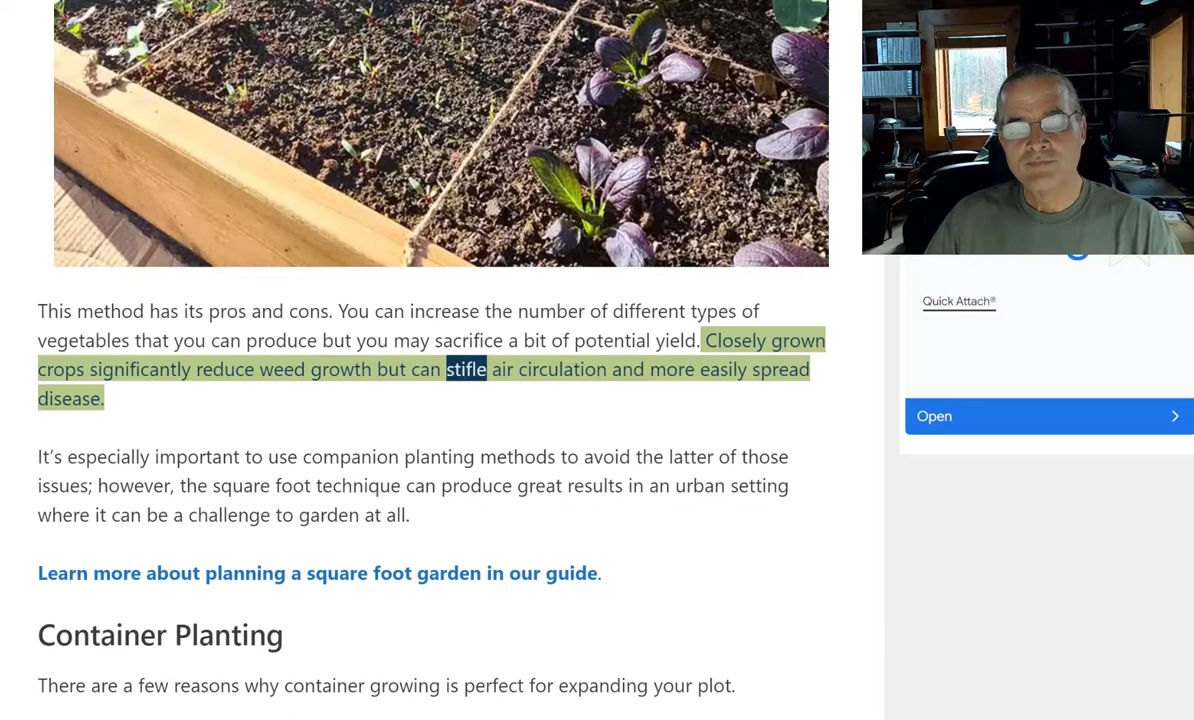 This method has its pros and cons. You can increase the number of different types of
vegetables that you can produce but you may sacrifice a bit of potential yield. Closely grown
crops significantly reduce weed growth but can stifle air circulation and more easily spread
disease.
It’s especially important to use companion planting methods to avoid the latter of those
issues; however, the square foot technique can produce great results in an urban setting
where it can be a challenge to garden at all.
Learn more about planning a square foot garden in our guide.
Container Planting
There are a few reasons why container growing is perfect for expanding your plot.
Quick Attach®
Open